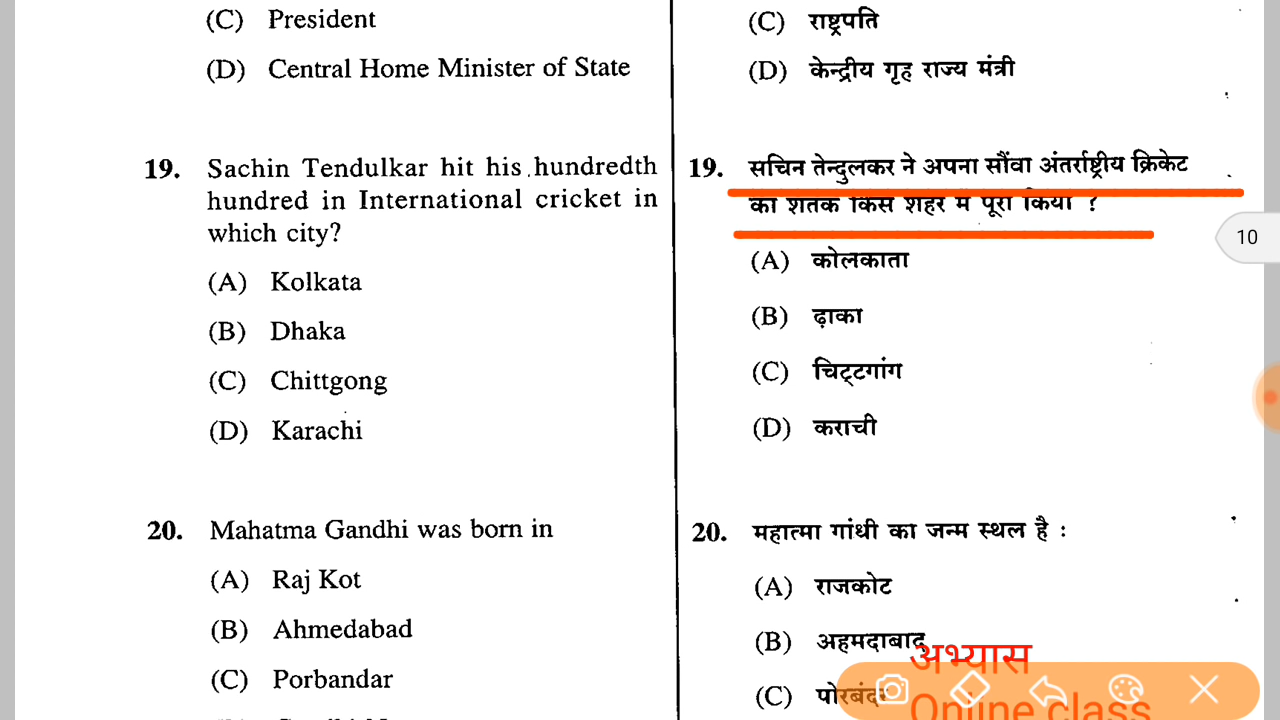 (C) President
(D) Central Home Minister of State
19. Sachin Tendulkar hit his hundredth
hundred in International cricket in
which city?
(A) Kolkata
(B) Dhaka
(C) Chittgong
(D) Karachi
20. Mahatma Gandhi was born in
(A) Raj Kot
(B) Ahmedabad
(C) Porbandar
(C) राष्ट्रपति
(D) केन्द्रीय गृह राज्य मंत्री
19. सचिन तेन्दुलकर ने अपना सौंवा अंतर्राष्ट्रीय क्रिकेट
का शतक किस शहर में पूरा किया ?
(A) कोलकाता
(B) ढ़ाका
(C) चिट्टगांग
(D) कराची
20. महात्मा गांधी का जन्म स्थल है :
(A) राजकोट
(B) अहमदाबाद
(C) पोरबंदर
10
अभ्यास
Online class